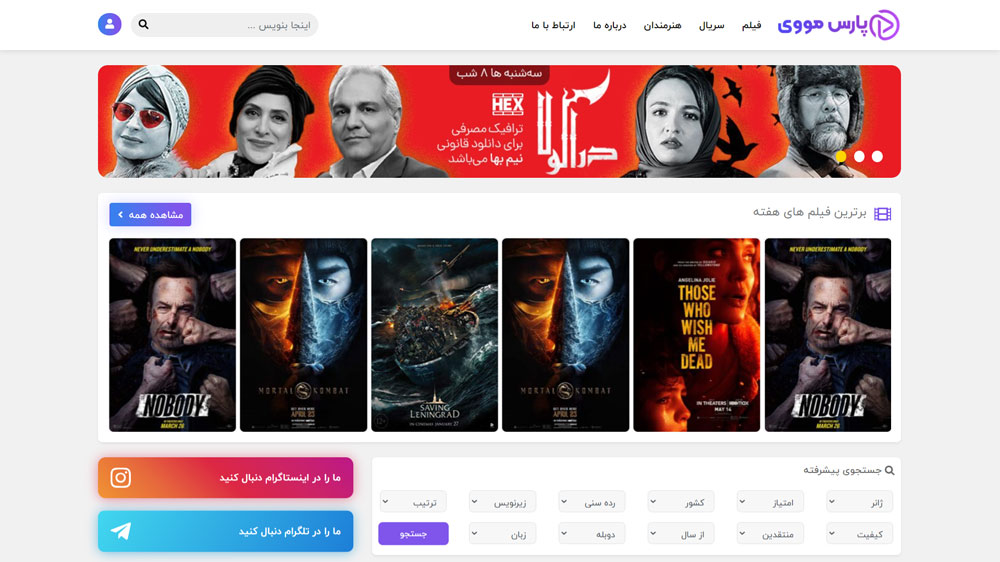 پارس مووی
فیلم سریال هنرمندان درباره ما ارتباط با ما
اینجا بنویس ...
سه‌شنبه ها ۸ شب
HEX
دراکولا
ترافیک مصرفی
برای دانلود قانونی
نیم بها می‌باشد
برترین فیلم های هفته
مشاهده همه
NEVER UNDERESTIMATE A NOBODY
NOBODY
MARCH 26
ANGELINA JOLIE
THOSE
WHO
WISH
ME
DEAD
IN THEATERS
MAY 14
MORTAL KOMBAT
APRIL 23
SAVING
LENINGRAD
IN CINEMAS JANUARY 27
MORTAL KOMBAT
APRIL 23
NEVER UNDERESTIMATE A NOBODY
NOBODY
MARCH 26
جستجوی پیشرفته
ژانر امتیاز کشور رده سنی زیرنویس ترتیب
کیفیت منتقدین از سال دوبله زبان جستجو
ما را در اینستاگرام دنبال کنید
ما را در تلگرام دنبال کنید